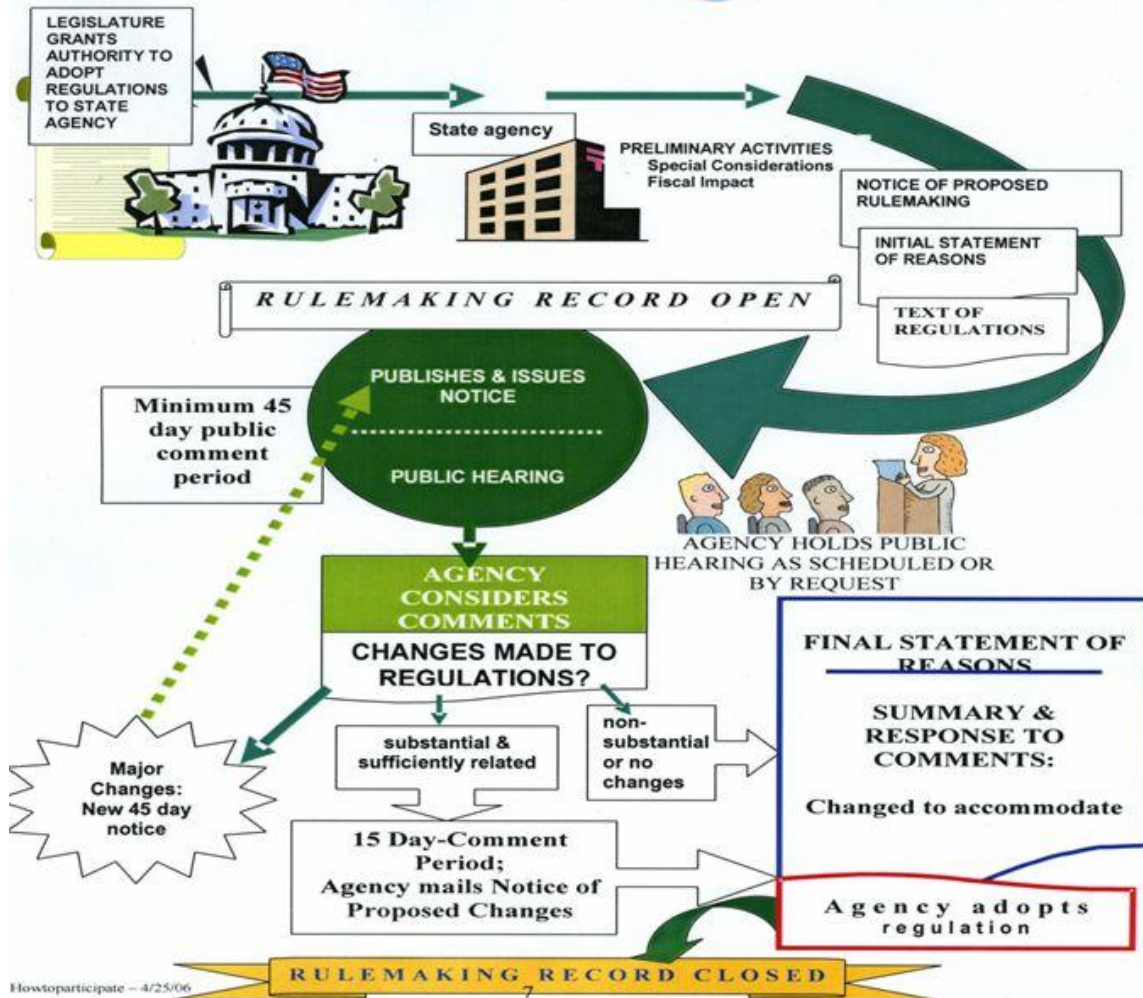 LEGISLATURE
GRANTS
AUTHORITY TO
ADOPT
REGULATIONS
TO STATE
AGENCY
State agency
PRELIMINARY ACTIVITIES
Special Considerations
Fiscal Impact
NOTICE OF PROPOSED
RULEMAKING
INITIAL STATEMENT
OF REASONS
TEXT OF
REGULATIONS
RULEMAKING RECORD OPEN
PUBLISHES & ISSUES
NOTICE
PUBLIC HEARING
Minimum 45
day public
comment
period
AGENCY HOLDS PUBLIC
HEARING AS SCHEDULED OR
BY REQUEST
AGENCY
CONSIDERS
COMMENTS
CHANGES MADE TO
REGULATIONS?
Major
Changes:
New 45 day
notice
substantial &
sufficiently related
non-
substantial
or no
changes
15 Day-Comment
Period;
Agency mails Notice of
Proposed Changes
FINAL STATEMENT OF
REASONS
SUMMARY &
RESPONSE TO
COMMENTS:
Changed to accommodate
Agency adopts
regulation
RULEMAKING RECORD CLOSED
Howtoparticipate – 4/25/06
7